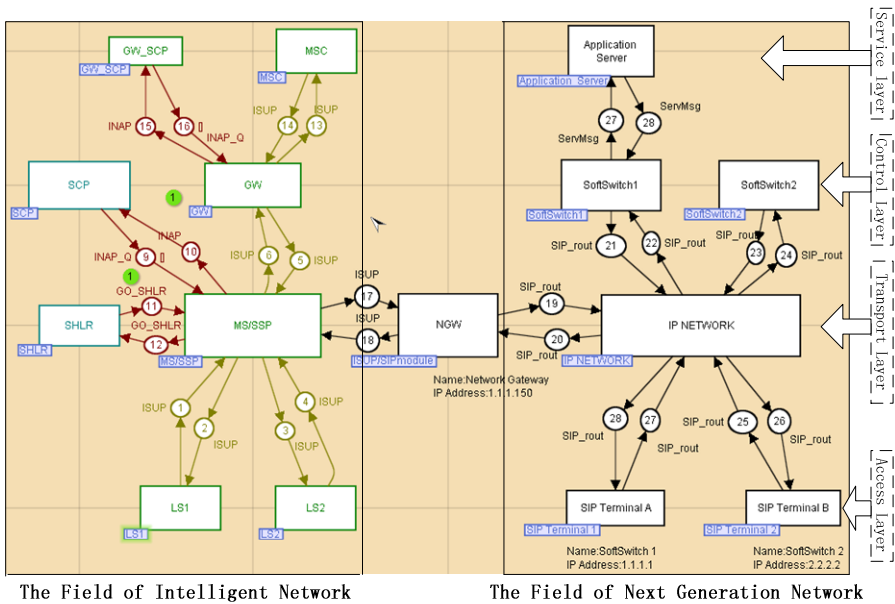 GW_SCP
GW_SCP
MSC
MSC
Application
Server
Application Server
Service Layer
INAP
15
16
[]
INAP_Q
ISUP
14
13
ISUP
27
28
ServMsg
ServMsg
SCP
SCP
1
GW
GW
SoftSwitch1
SoftSwitch1
SoftSwitch2
SoftSwitch2
Control Layer
INAP
INAP_Q
9
[]
10
1
ISUP
6
5
ISUP
SIP_rout
21
22
SIP_rout
SIP_rout
23
24
SIP_rout
GO_SHLR
11
GO_SHLR
12
SHLR
SHLR
MS/SSP
MS/SSP
ISUP
17
ISUP
18
NGW
ISUP/SIPmodule
SIP_rout
19
20
SIP_rout
IP NETWORK
IP NETWORK
Transport Layer
Name:Network Gateway
IP Address:1.1.1.150
ISUP
1
2
ISUP
3
4
ISUP
ISUP
28
SIP_rout
27
SIP_rout
SIP_rout
25
26
SIP_rout
LS1
LS1
LS2
LS2
SIP Terminal A
SIP Terminal 1
SIP Terminal B
SIP Terminal 2
Access Layer
Name:SoftSwitch 1
IP Address:1.1.1.1
Name:SoftSwitch 2
IP Address:2.2.2.2
The Field of Intelligent Network
The Field of Next Generation Network